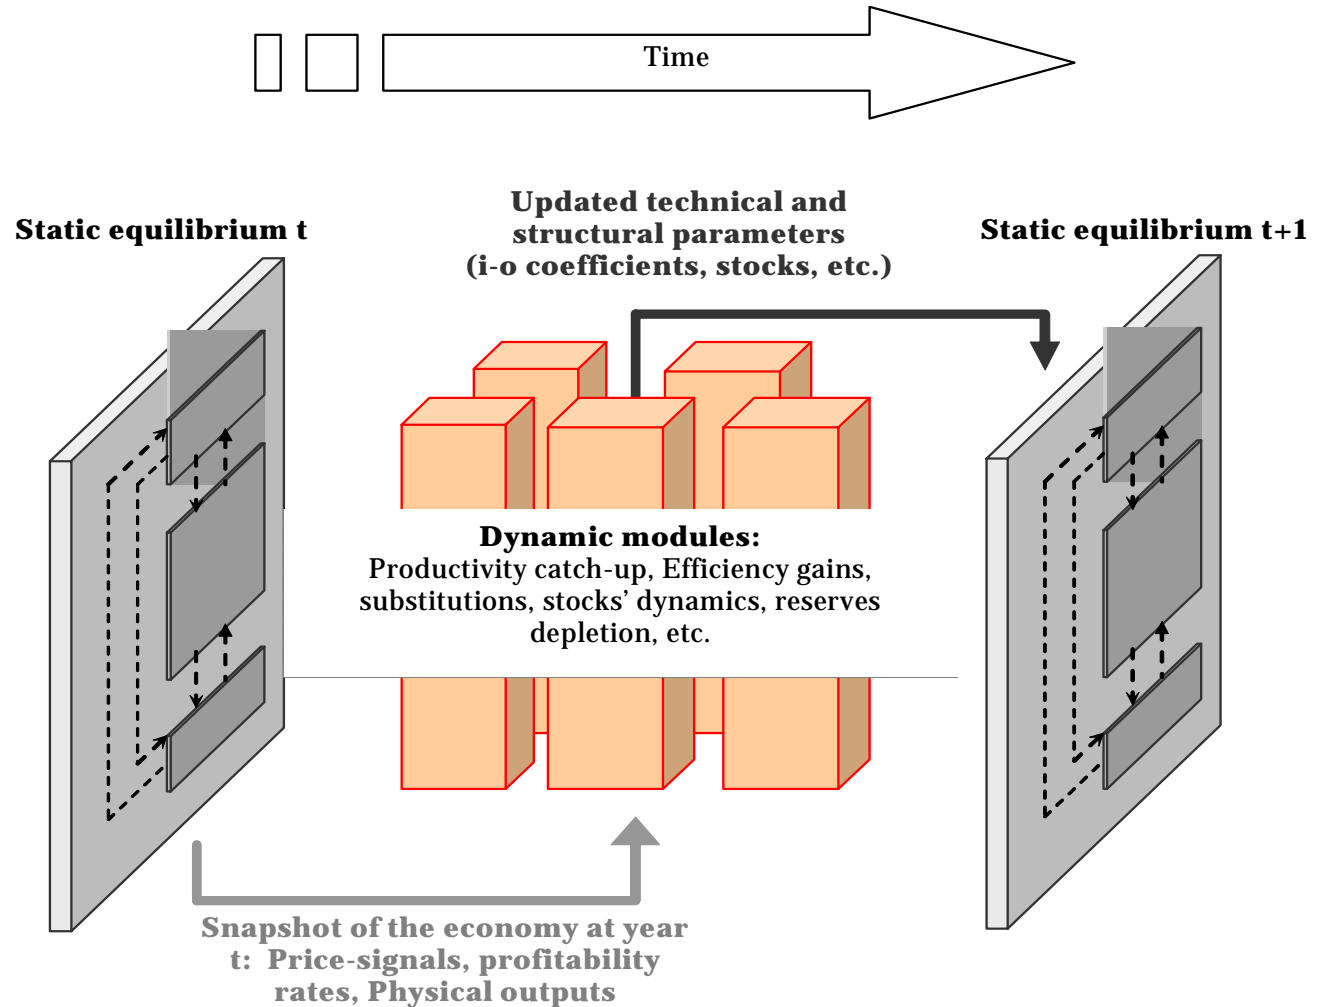 Time
Updated technical and
structural parameters
(i-o coefficients, stocks, etc.)
Static equilibrium t
Static equilibrium t+1
Dynamic modules:
Productivity catch-up, Efficiency gains,
substitutions, stocks’ dynamics, reserves
depletion, etc.
Snapshot of the economy at year
t:  Price-signals, profitability
rates, Physical outputs